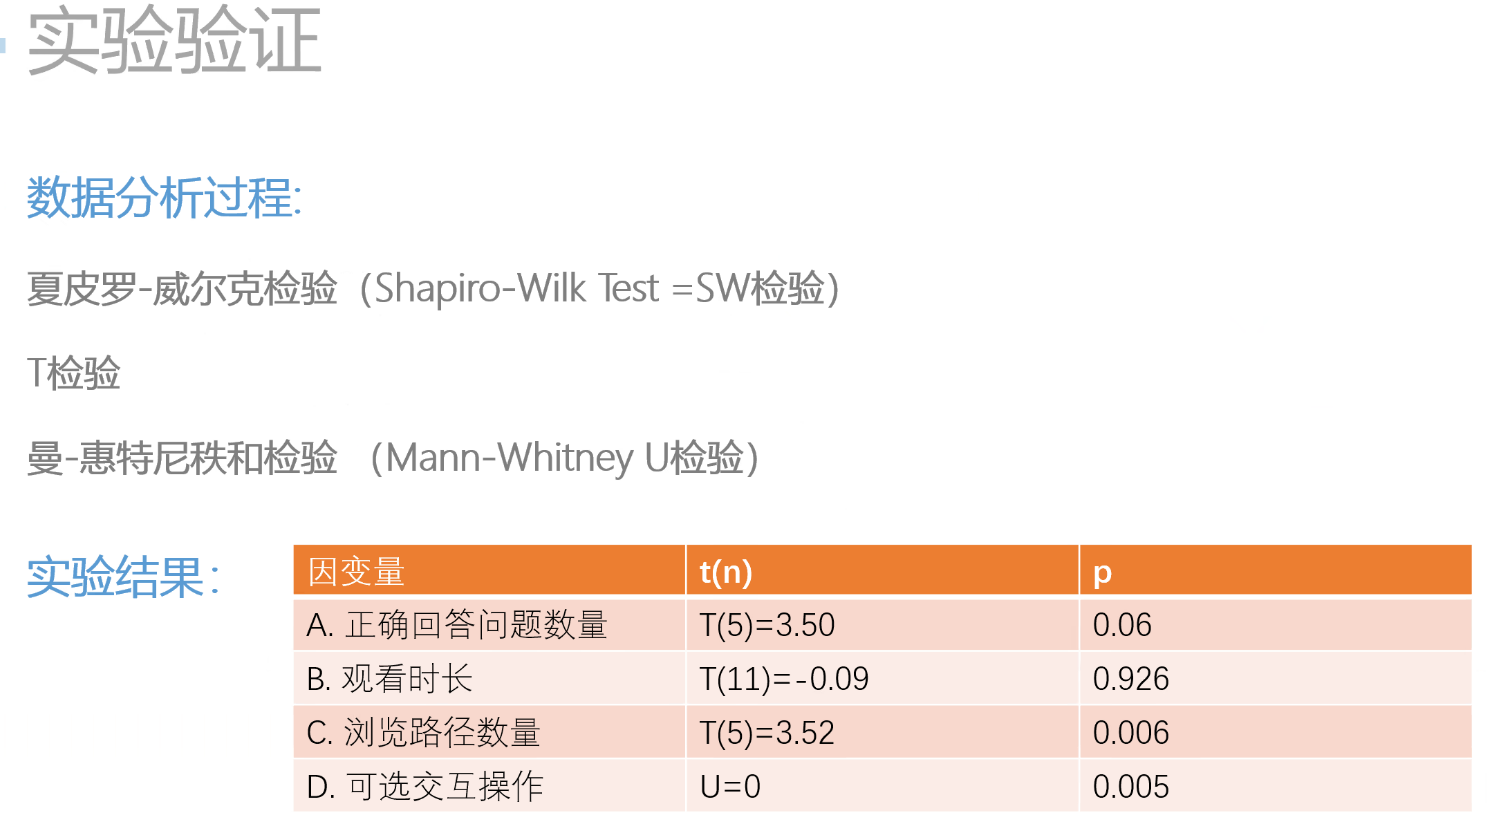 实验验证
数据分析过程:
夏皮罗-威尔克检验（Shapiro-Wilk Test =SW检验）
T检验
曼-惠特尼秩和检验 （Mann-Whitney U检验）
实验结果：
因变量 t(n) p
A. 正确回答问题数量 T(5)=3.50 0.06
B. 观看时长 T(11)=-0.09 0.926
C. 浏览路径数量 T(5)=3.52 0.006
D. 可选交互操作 U=0 0.005